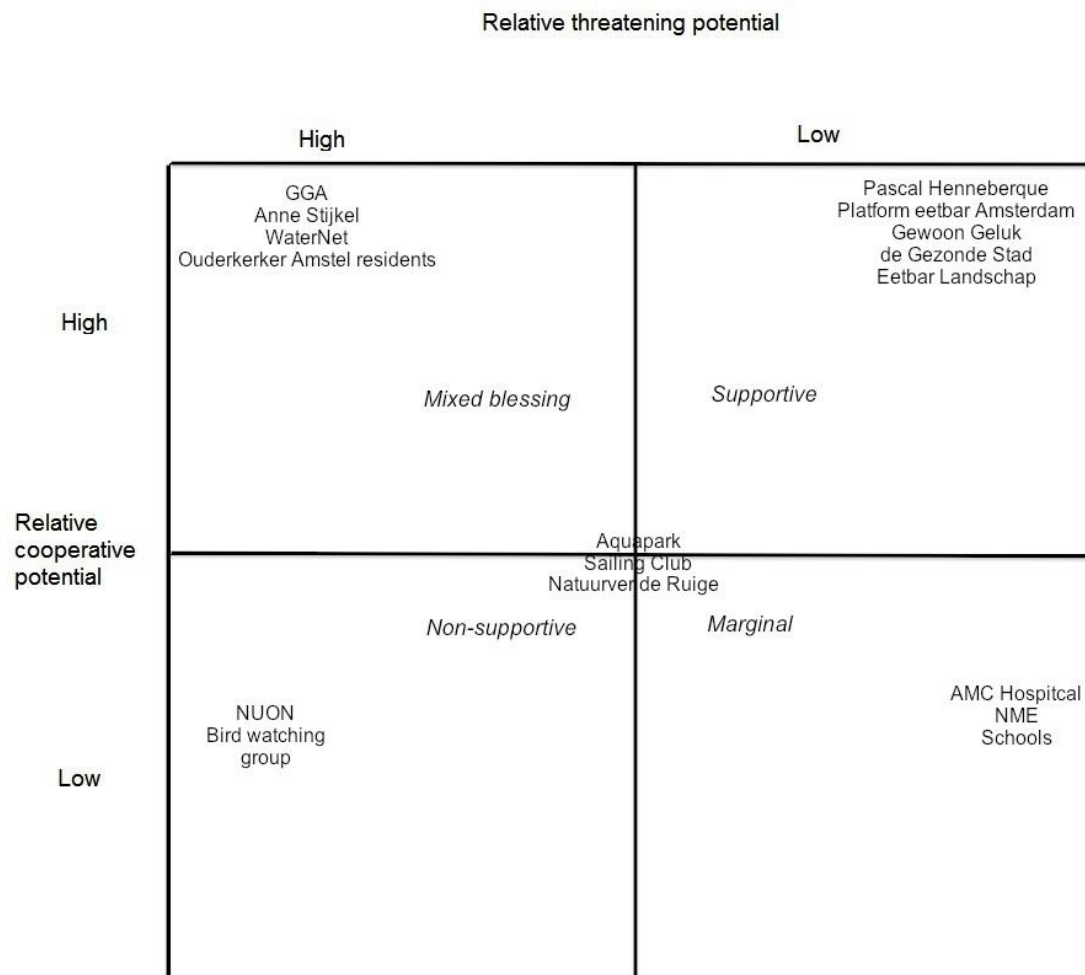 Relative threatening potential
High
Low
GGA
Anne Stijkel
WaterNet
Ouderkerker Amstel residents
Pascal Henneberque
Platform eetbar Amsterdam
Gewoon Geluk
de Gezonde Stad
Eetbar Landschap
High
Mixed blessing
Supportive
Relative
cooperative
potential
Aquapark
Sailing Club
Natuurver de Ruige
Non-supportive
Marginal
NUON
Bird watching
group
AMC Hospitcal
NME
Schools
Low